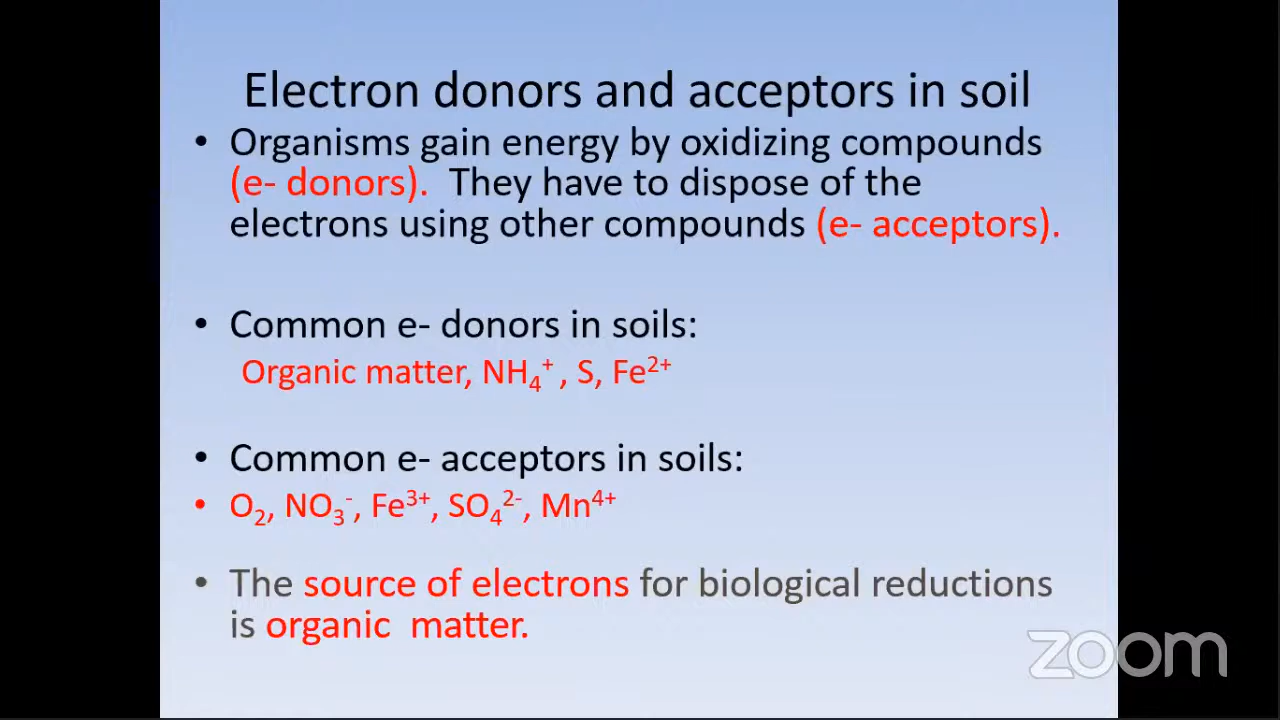 Electron donors and acceptors in soil
• Organisms gain energy by oxidizing compounds
(e- donors). They have to dispose of the
electrons using other compounds (e- acceptors).
• Common e- donors in soils:
Organic matter, NH₄⁺ , S, Fe²⁺
• Common e- acceptors in soils:
• O₂, NO₃⁻, Fe³⁺, SO₄²⁻, Mn⁴⁺
• The source of electrons for biological reductions
is organic matter.
zoom